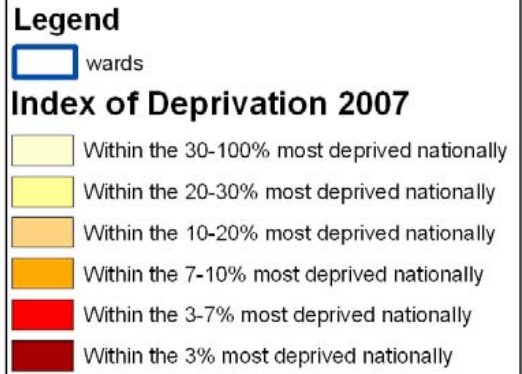 Legend
wards
Index of Deprivation 2007
Within the 30-100% most deprived nationally
Within the 20-30% most deprived nationally
Within the 10-20% most deprived nationally
Within the 7-10% most deprived nationally
Within the 3-7% most deprived nationally
Within the 3% most deprived nationally